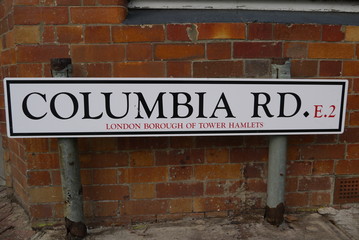 COLUMBIA RD. E.2
LONDON BOROUGH OF TOWER HAMLETS